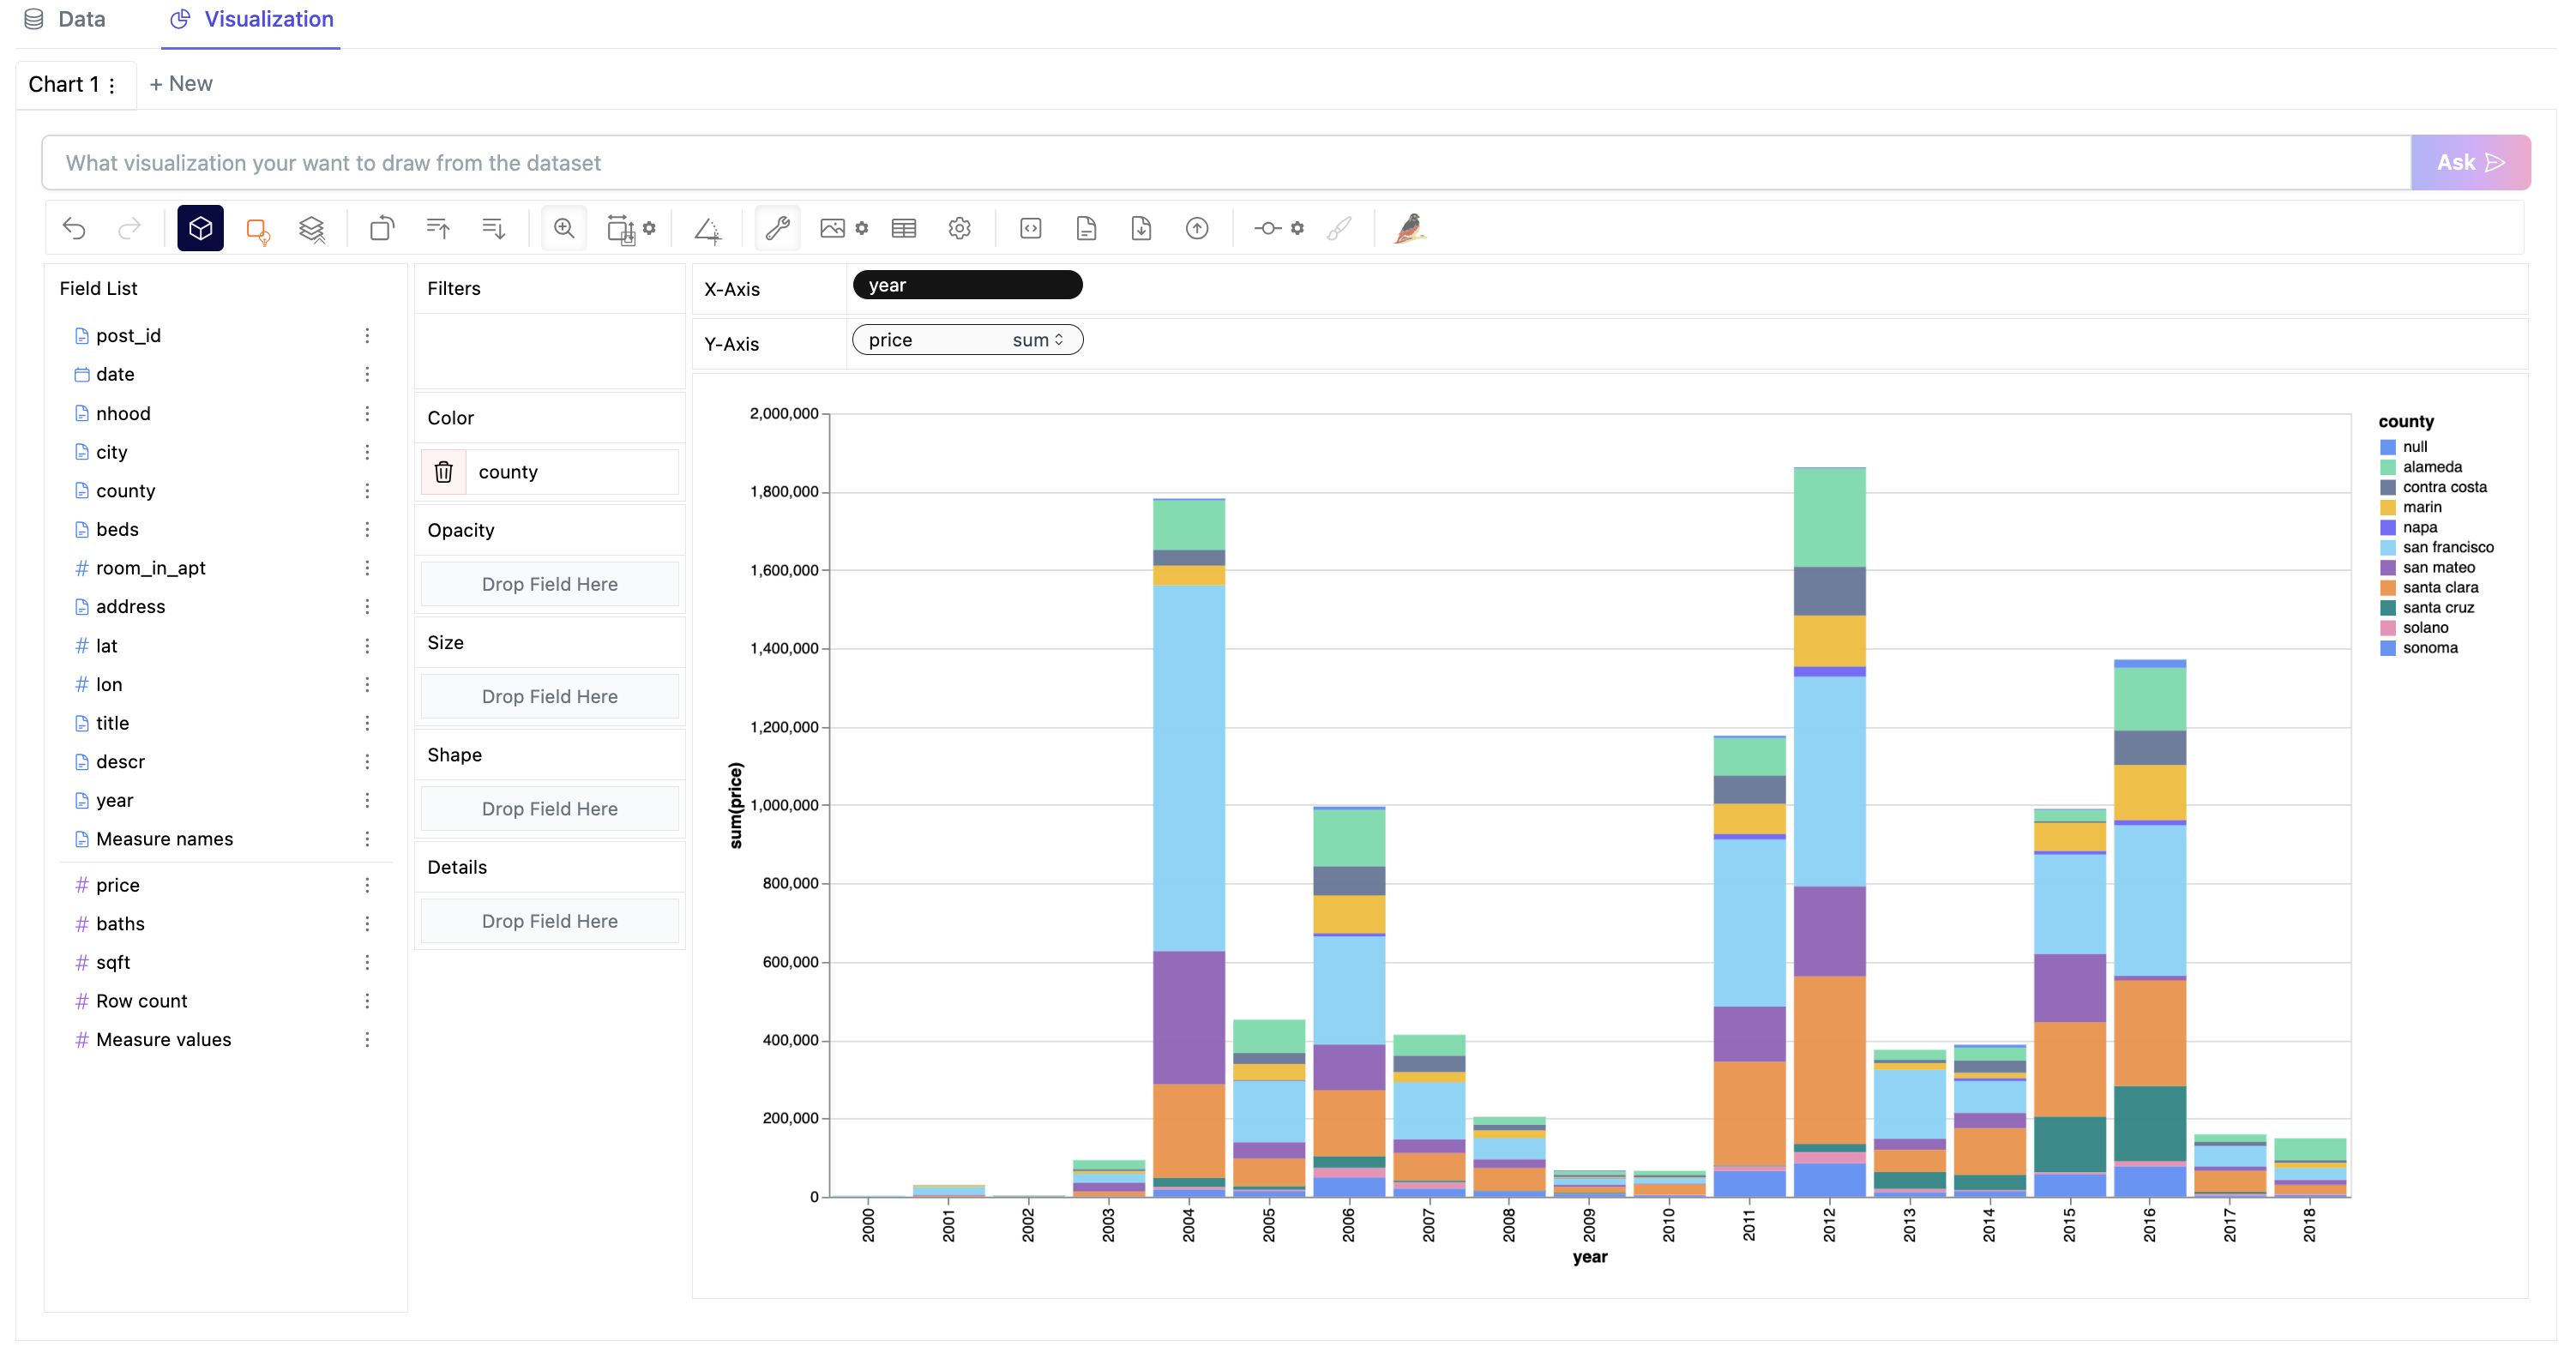 Data
Visualization
Chart 1
+ New
What visualization your want to draw from the dataset
Ask
Field List
post_id
date
nhood
city
county
beds
# room_in_apt
address
# lat
# lon
title
descr
year
Measure names
# price
# baths
# sqft
# Row count
# Measure values
Filters
Color
county
Opacity
Drop Field Here
Size
Drop Field Here
Shape
Drop Field Here
Details
Drop Field Here
X-Axis
year
Y-Axis
price sum
sum(price)
2,000,000
1,800,000
1,600,000
1,400,000
1,200,000
1,000,000
800,000
600,000
400,000
200,000
0
2000 2001 2002 2003 2004 2005 2006 2007 2008 2009 2010 2011 2012 2013 2014 2015 2016 2017 2018
year
county
null
alameda
contra costa
marin
napa
san francisco
san mateo
santa clara
santa cruz
solano
sonoma